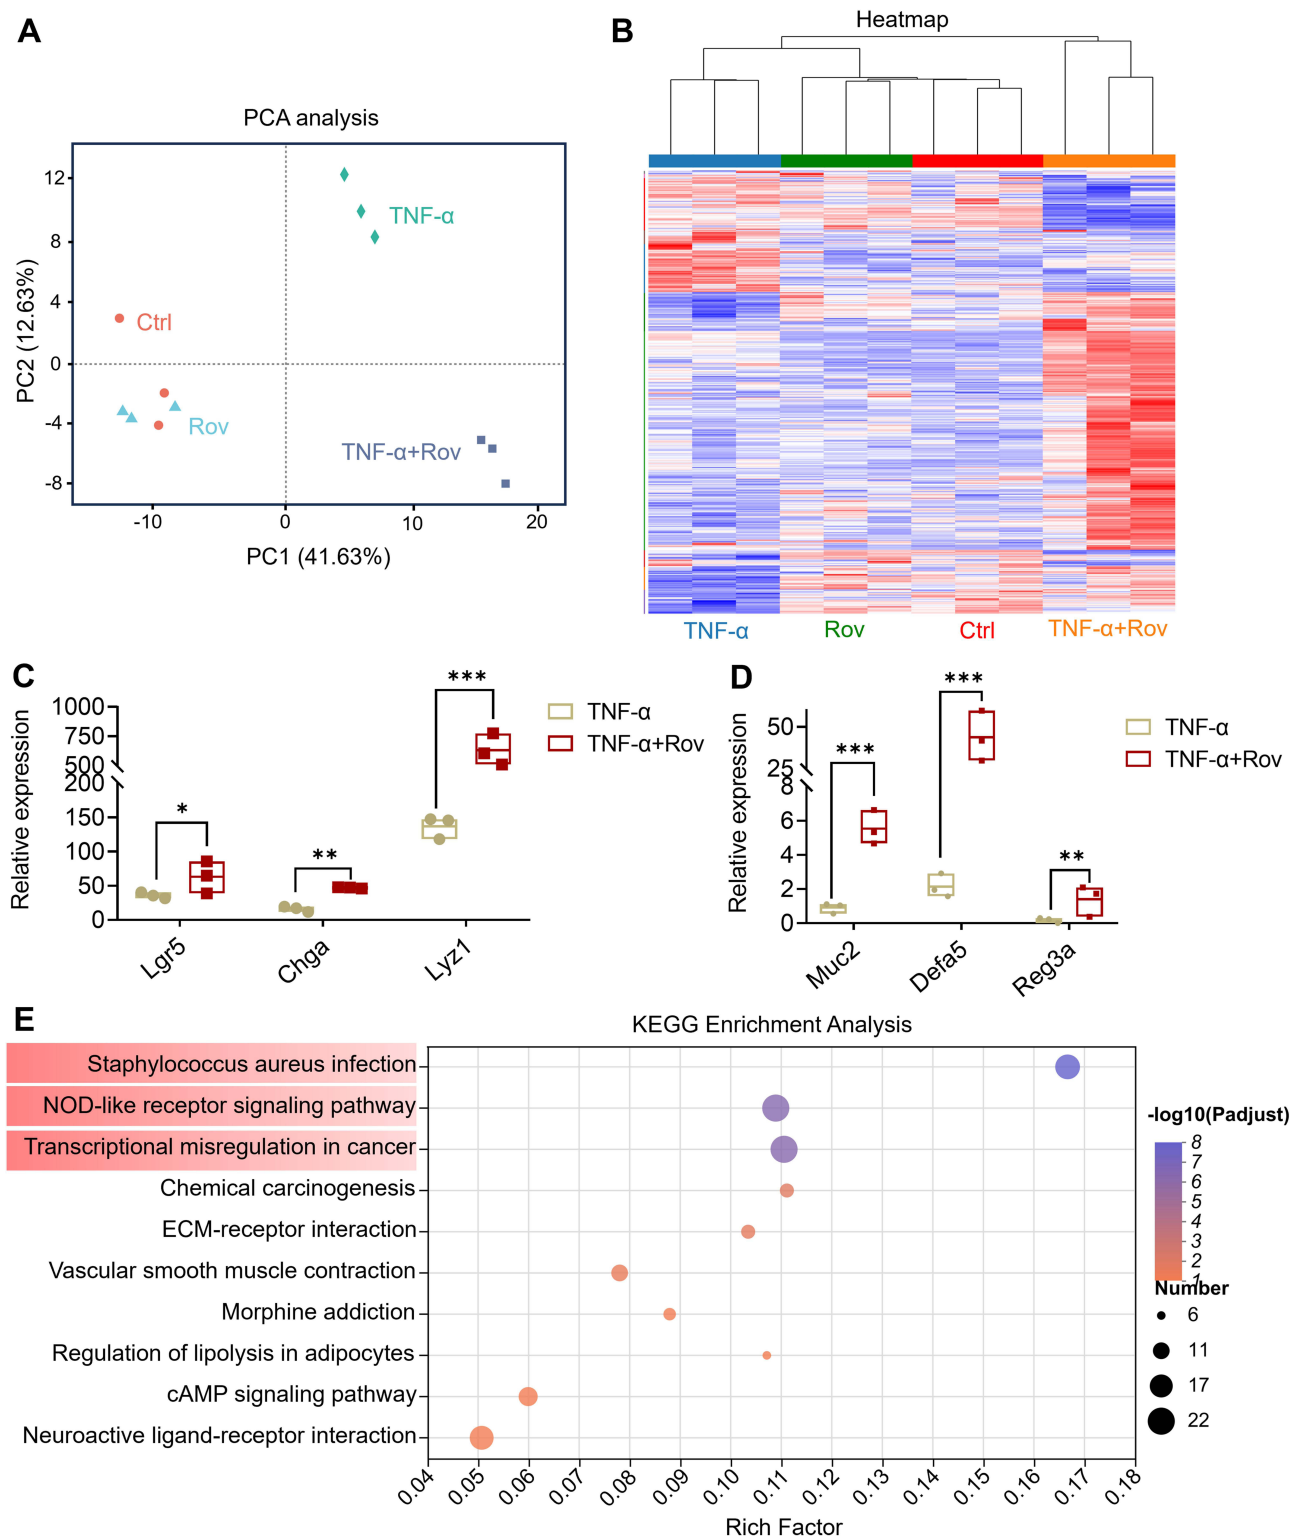 A
PCA analysis
PC2 (12.63%)
12
8
4
0
-4
-8
TNF-α
Ctrl
Rov
TNF-α+Rov
-10
0
10
20
PC1 (41.63%)
B
Heatmap
TNF-α
Rov
Ctrl
TNF-α+Rov
C
Relative expression
1000
750
500
200
150
100
50
0
*
**
***
TNF-α
TNF-α+Rov
Lgr5
Chga
Lyz1
D
Relative expression
50
25
8
6
4
2
0
***
***
**
TNF-α
TNF-α+Rov
Muc2
Defa5
Reg3a
E
KEGG Enrichment Analysis
Staphylococcus aureus infection
NOD-like receptor signaling pathway
Transcriptional misregulation in cancer
Chemical carcinogenesis
ECM-receptor interaction
Vascular smooth muscle contraction
Morphine addiction
Regulation of lipolysis in adipocytes
cAMP signaling pathway
Neuroactive ligand-receptor interaction
0.04
0.05
0.06
0.07
0.08
0.09
0.10
0.11
0.12
0.13
0.14
0.15
0.16
0.17
0.18
Rich Factor
-log10(Padjust)
8
7
6
5
4
3
2
1
Number
6
11
17
22